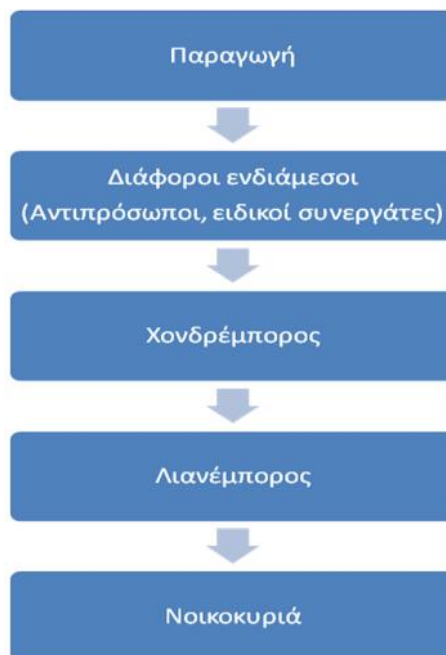 Παραγωγή
Διάφοροι ενδιάμεσοι
(Αντιπρόσωποι, ειδικοί συνεργάτες)
Χονδρέμπορος
Λιανέμπορος
Νοικοκυριά